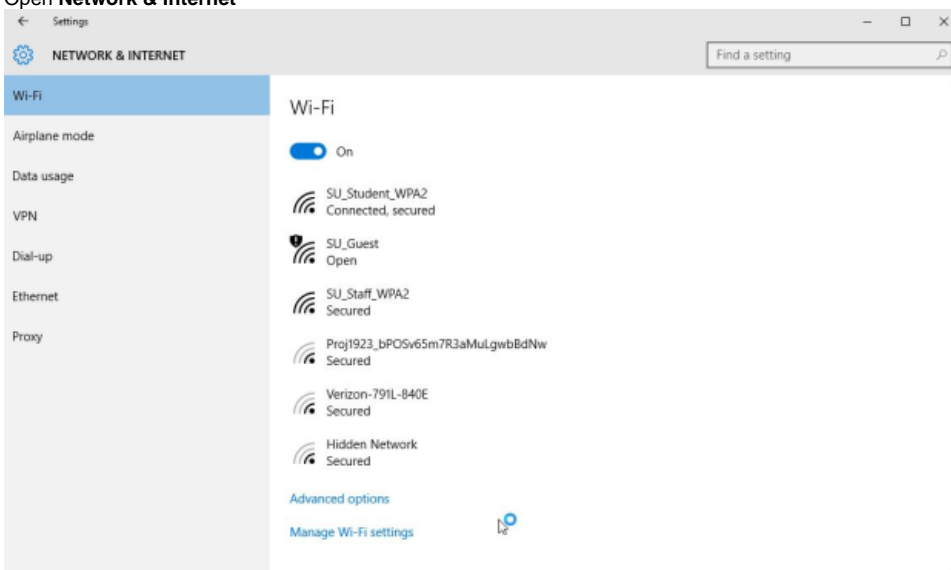 Open Network & Internet
Settings
NETWORK & INTERNET
Find a setting
Wi-Fi
Airplane mode
Data usage
VPN
Dial-up
Ethernet
Proxy
Wi-Fi
On
SU_Student_WPA2
Connected, secured
SU_Guest
Open
SU_Staff_WPA2
Secured
Proj1923_bPOSv65m7R3aMuLgwbBdNw
Secured
Verizon-791L-840E
Secured
Hidden Network
Secured
Advanced options
Manage Wi-Fi settings